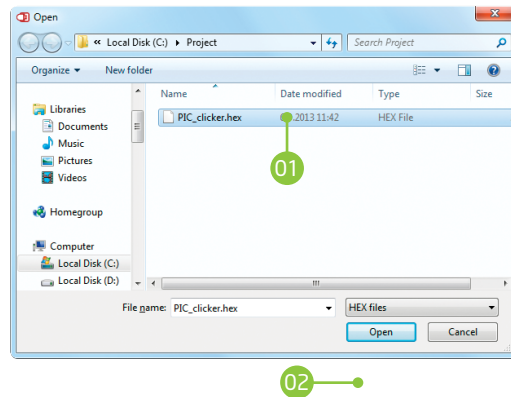 Open
« Local Disk (C:) ▸ Project
Search Project
Organize
New folder
Name
Date modified
Type
Size
Libraries
Documents
Music
Pictures
Videos
Homegroup
Computer
Local Disk (C:)
Local Disk (D:)
PIC_clicker.hex
.2013 11:42
HEX File
01
File name:
PIC_clicker.hex
HEX files
Open
Cancel
02